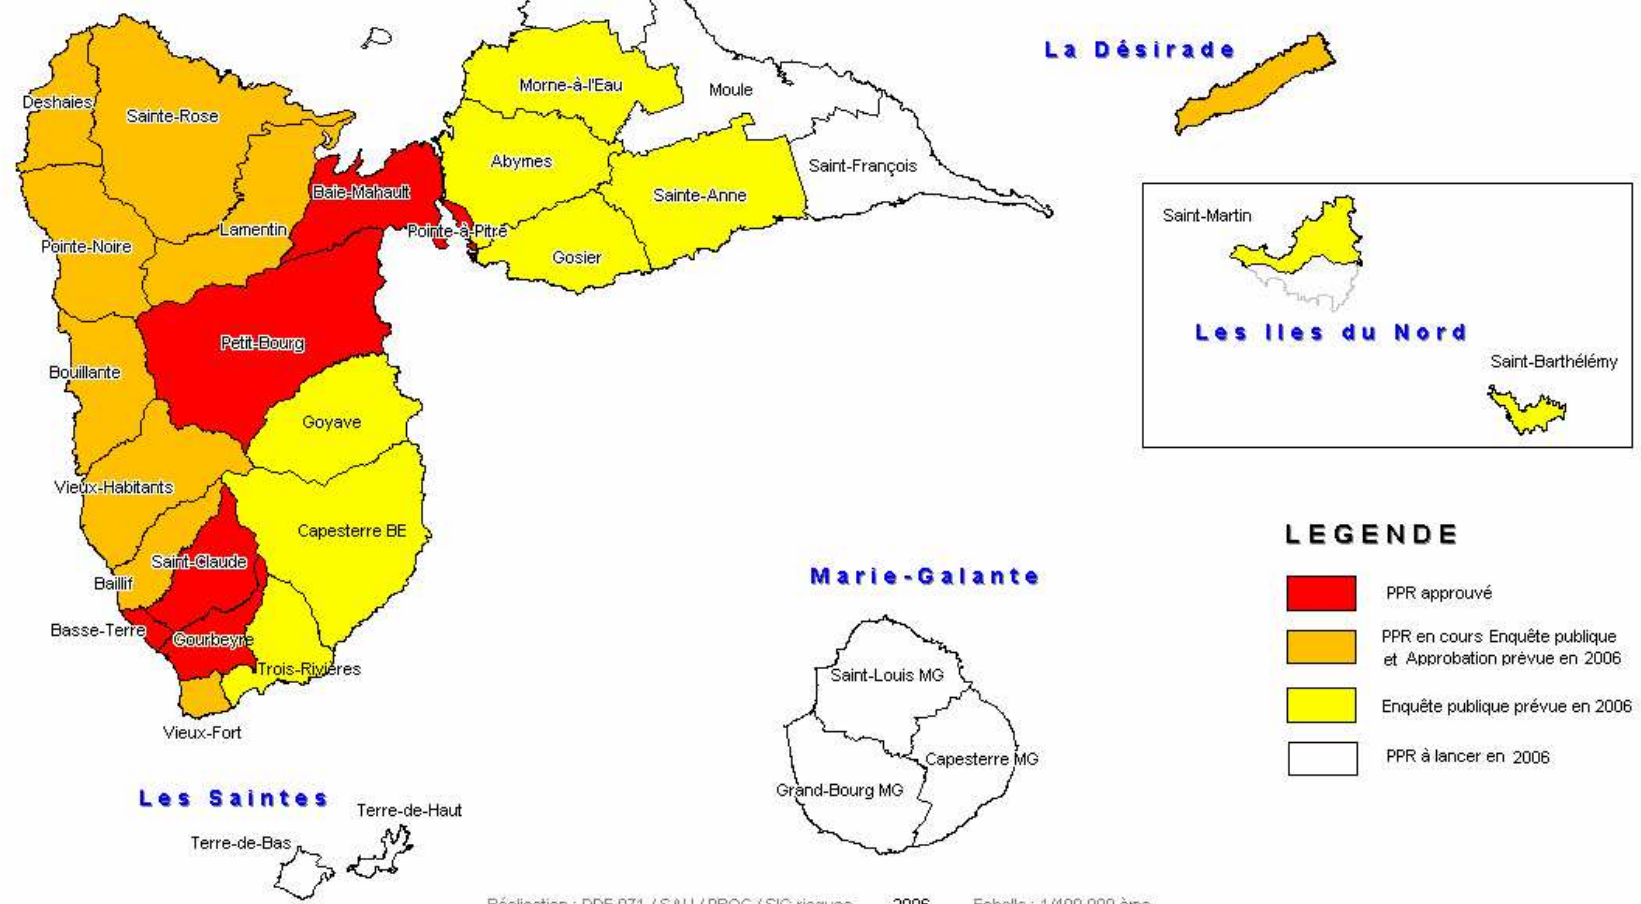 La Désirade
Morne-à-l'Eau
Moule
Deshaies
Sainte-Rose
Abymes
Saint-François
Baie-Mahault
Sainte-Anne
Saint-Martin
Lamentin
Pointe-à-Pitre
Pointe-Noire
Gosier
Les Iles du Nord
Petit-Bourg
Saint-Barthélémy
Bouillante
Goyave
Vieux-Habitants
Capesterre BE
LEGENDE
Saint-Claude
Marie-Galante
Baillif
PPR approuvé
Basse-Terre
Gourbeyre
PPR en cours Enquête publique
et Approbation prévue en 2006
Trois-Rivières
Saint-Louis MG
Enquête publique prévue en 2006
Vieux-Fort
Capesterre MG
PPR à lancer en 2006
Grand-Bourg MG
Les Saintes
Terre-de-Haut
Terre-de-Bas
2006